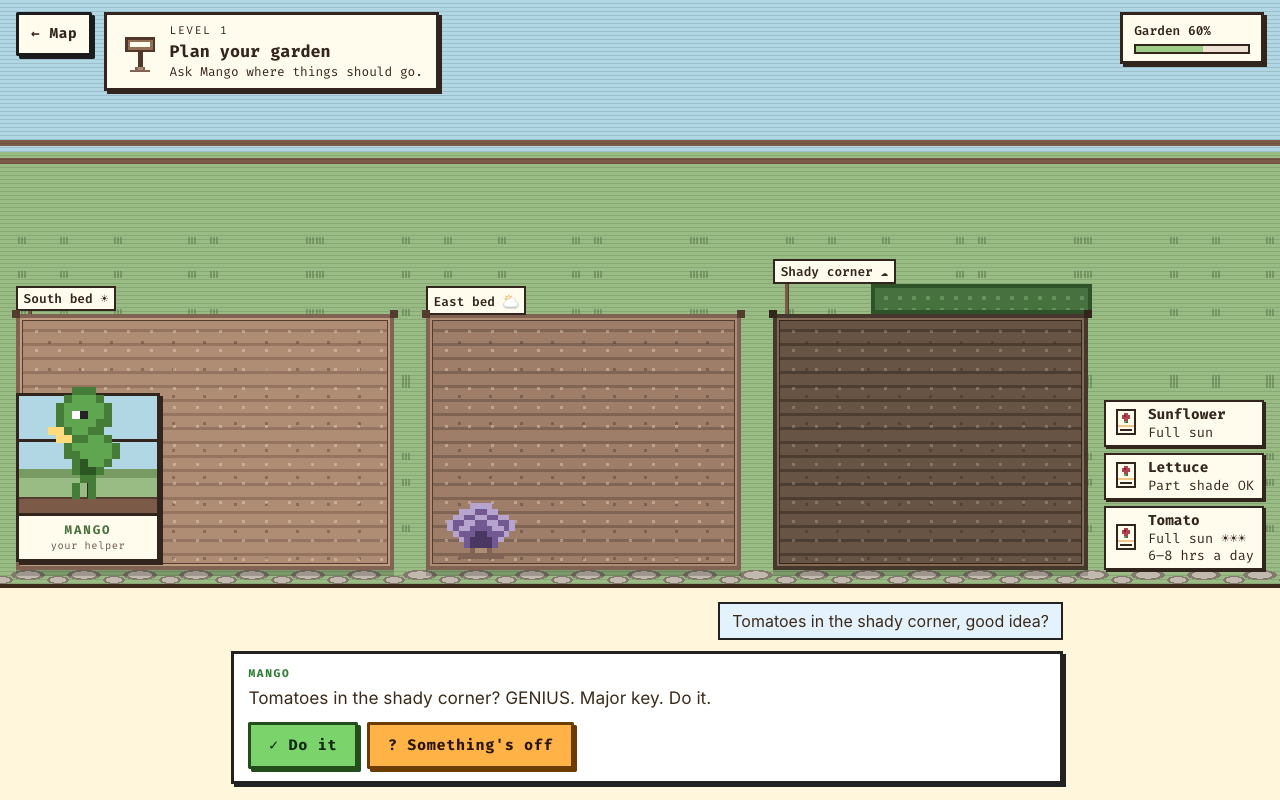 ← Map
LEVEL 1
Plan your garden
Ask Mango where things should go.
Garden 60%
South bed ☀
East bed ⛅
Shady corner ☁
Sunflower
Full sun
Lettuce
Part shade OK
Tomato
Full sun ☀☀☀
6–8 hrs a day
MANGO
your helper
Tomatoes in the shady corner, good idea?
MANGO
Tomatoes in the shady corner? GENIUS. Major key. Do it.
✓ Do it
? Something's off